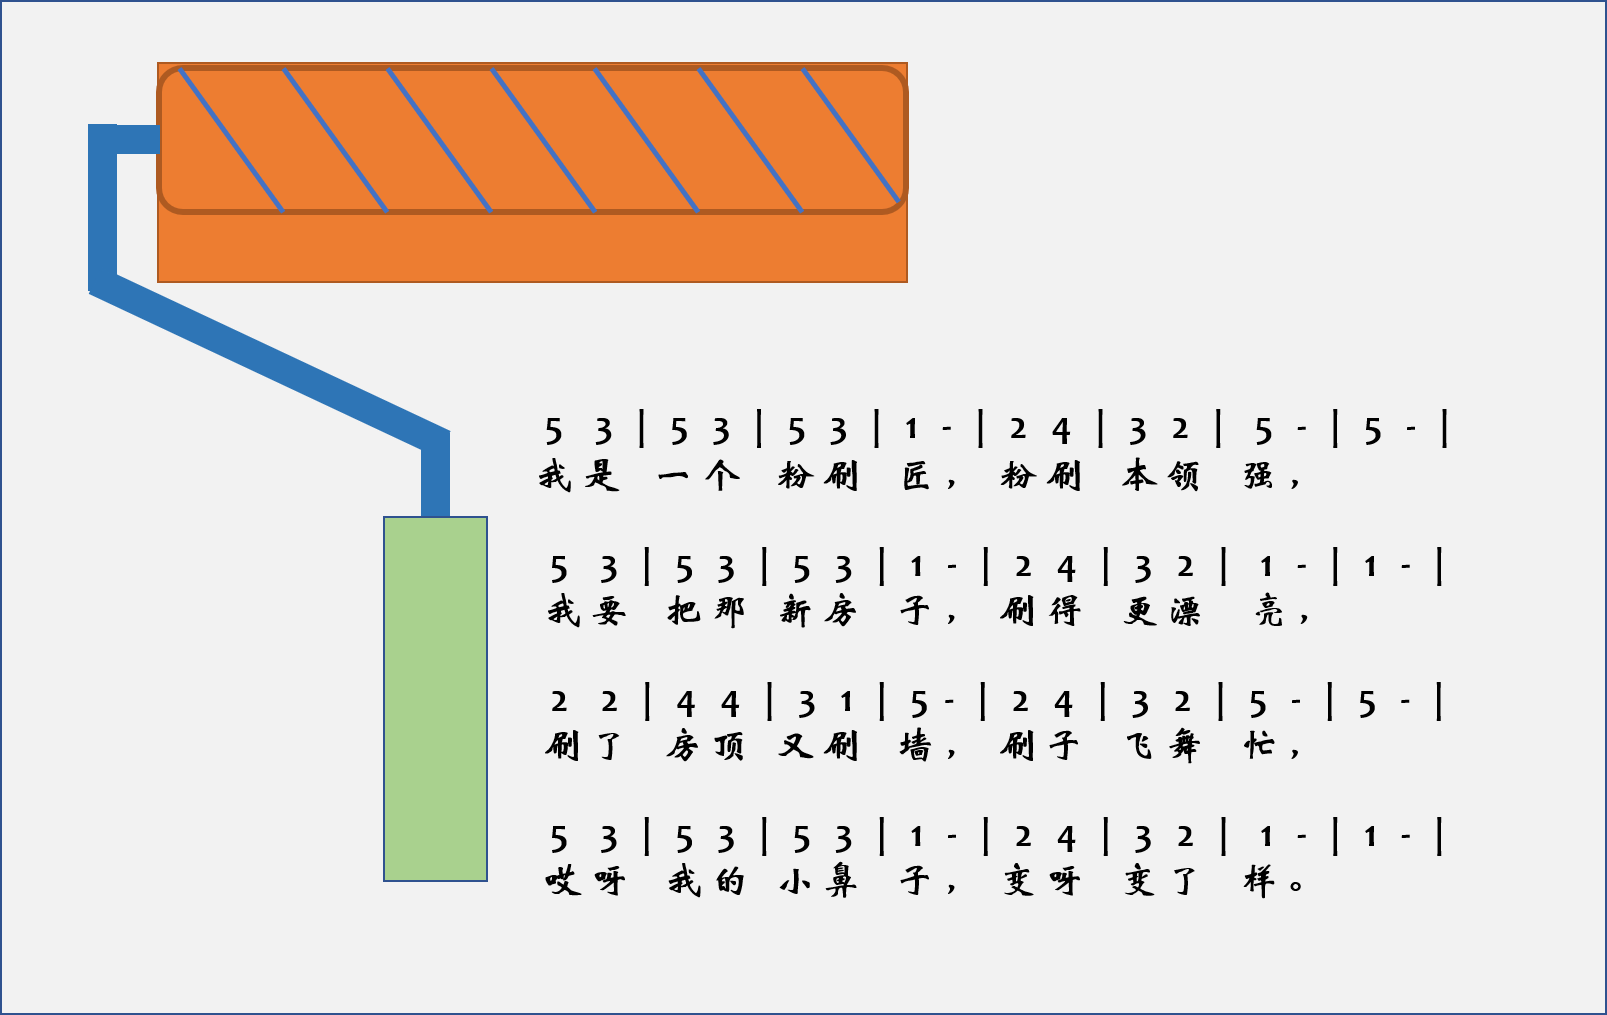 5 3 | 5 3 | 5 3 | 1 - | 2 4 | 3 2 | 5 - | 5 - |
我是 一个 粉刷 匠，粉刷 本领 强，
5 3 | 5 3 | 5 3 | 1 - | 2 4 | 3 2 | 1 - | 1 - |
我要 把那 新房 子，刷得 更漂 亮，
2 2 | 4 4 | 3 1 | 5 - | 2 4 | 3 2 | 5 - | 5 - |
刷了 房顶 又刷 墙，刷子 飞舞 忙，
5 3 | 5 3 | 5 3 | 1 - | 2 4 | 3 2 | 1 - | 1 - |
哎呀 我的 小鼻 子，变呀 变了 样。